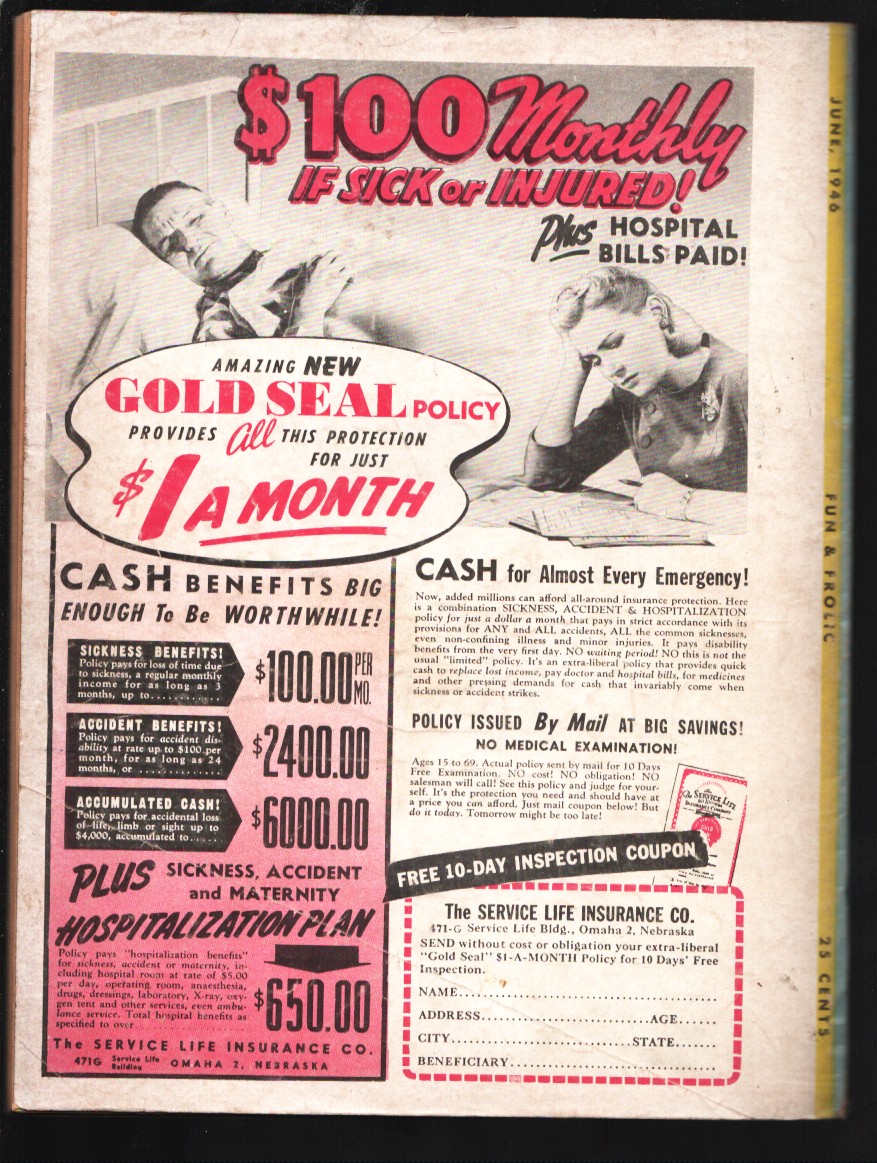 $100 Monthly
IF SICK or INJURED!
Plus HOSPITAL
BILLS PAID!
AMAZING NEW
GOLD SEAL POLICY
PROVIDES All THIS PROTECTION
FOR JUST
$1 A MONTH
CASH BENEFITS BIG
ENOUGH To Be WORTHWHILE!
SICKNESS BENEFITS!
Policy pays for loss of time due
to sickness, a regular monthly
income for as long as 3
months, up to............
$100.00 PER
MO.
ACCIDENT BENEFITS!
Policy pays for accident dis-
ability at rate up to $100 per
month, for as long as 24
months, or ..............
$2400.00
ACCUMULATED CASH!
Policy pays for accidental loss
of life, limb or sight up to
$4,000, accumulated to......
$6000.00
PLUS SICKNESS, ACCIDENT
and MATERNITY
HOSPITALIZATION PLAN
Policy pays "hospitalization benefits"
for sickness, accident or maternity, in-
cluding hospital room at rate of $5.00
per day, operating room, anaesthesia,
drugs, dressings, laboratory, X-ray, oxy-
gen tent and other services, even ambu-
lance service. Total hospital benefits as
specified to over..................
$650.00
The SERVICE LIFE INSURANCE CO.
471G Service Life
Building OMAHA 2, NEBRASKA
CASH for Almost Every Emergency!
Now, added millions can afford all-around insurance protection. Here
is a combination SICKNESS, ACCIDENT & HOSPITALIZATION
policy for just a dollar a month that pays in strict accordance with its
provisions for ANY and ALL accidents, ALL the common sicknesses,
even non-confining illness and minor injuries. It pays disability
benefits from the very first day. NO waiting period! NO this is not the
usual "limited" policy. It's an extra-liberal policy that provides quick
cash to replace lost income, pay doctor and hospital bills, for medicines
and other pressing demands for cash that invariably come when
sickness or accident strikes.
POLICY ISSUED By Mail AT BIG SAVINGS!
NO MEDICAL EXAMINATION!
Ages 15 to 69. Actual policy sent by mail for 10 Days
Free Examination. NO cost! NO obligation! NO
salesman will call! See this policy and judge for your-
self. It's the protection you need and should have at
a price you can afford. Just mail coupon below! But
do it today. Tomorrow might be too late!
The SERVICE LIFE
FREE 10-DAY INSPECTION COUPON
The SERVICE LIFE INSURANCE CO.
471-G Service Life Bldg., Omaha 2, Nebraska
SEND without cost or obligation your extra-liberal
"Gold Seal" $1-A-MONTH Policy for 10 Days' Free
Inspection.
NAME.......................................
ADDRESS..........................AGE......
CITY...............................STATE.......
BENEFICIARY...............................
JUNE, 1946
FUN & FROLIC
25 CENTS